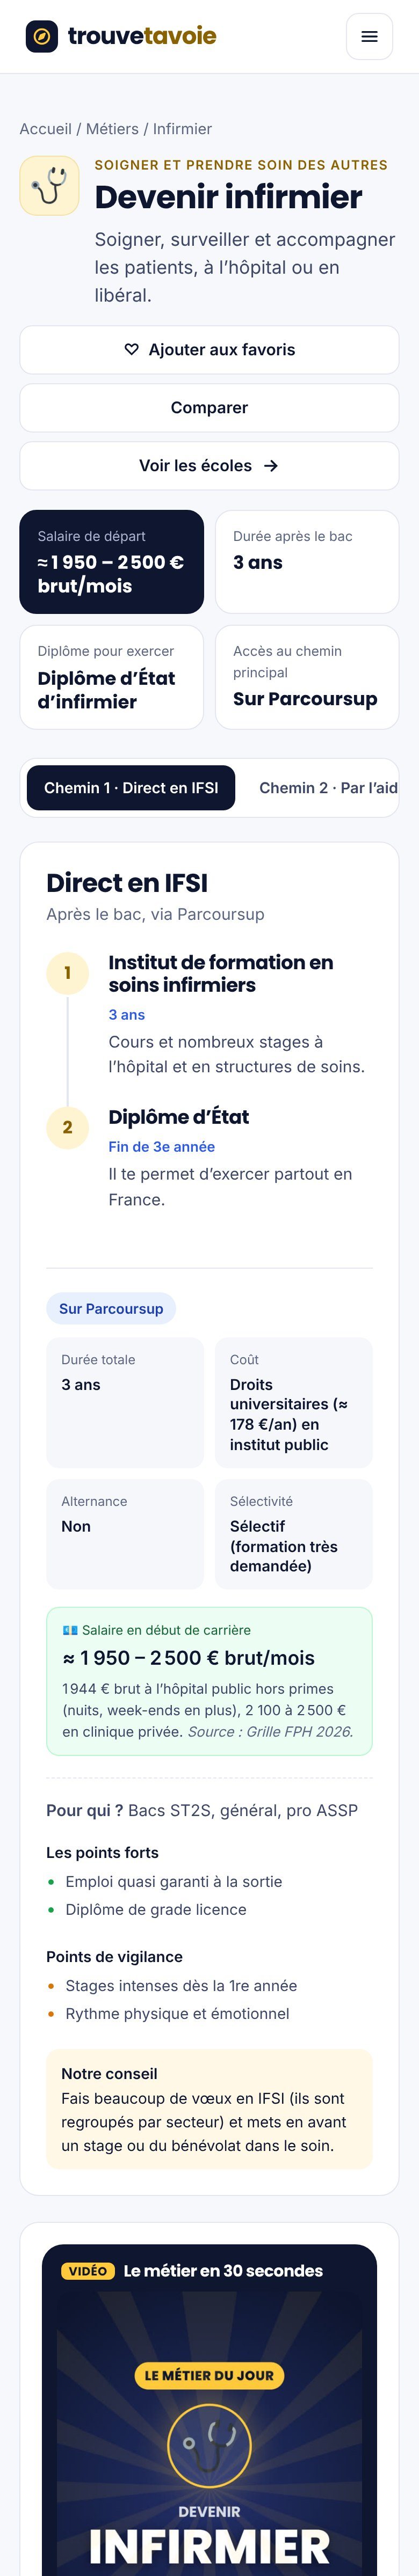 trouvetavoie
Accueil / Métiers / Infirmier
SOIGNER ET PRENDRE SOIN DES AUTRES
Devenir infirmier
Soigner, surveiller et accompagner
les patients, à l’hôpital ou en
libéral.
♡ Ajouter aux favoris
Comparer
Voir les écoles →
Salaire de départ
≈ 1 950 – 2 500 €
brut/mois
Durée après le bac
3 ans
Diplôme pour exercer
Diplôme d’État
d’infirmier
Accès au chemin
principal
Sur Parcoursup
Chemin 1 · Direct en IFSI
Chemin 2 · Par l’aid
Direct en IFSI
Après le bac, via Parcoursup
1
Institut de formation en
soins infirmiers
3 ans
Cours et nombreux stages à
l’hôpital et en structures de soins.
2
Diplôme d’État
Fin de 3e année
Il te permet d’exercer partout en
France.
Sur Parcoursup
Durée totale
3 ans
Coût
Droits
universitaires (≈
178 €/an) en
institut public
Alternance
Non
Sélectivité
Sélectif
(formation très
demandée)
💶 Salaire en début de carrière
≈ 1 950 – 2 500 € brut/mois
1 944 € brut à l’hôpital public hors primes
(nuits, week-ends en plus), 2 100 à 2 500 €
en clinique privée. Source : Grille FPH 2026.
Pour qui ? Bacs ST2S, général, pro ASSP
Les points forts
• Emploi quasi garanti à la sortie
• Diplôme de grade licence
Points de vigilance
• Stages intenses dès la 1re année
• Rythme physique et émotionnel
Notre conseil
Fais beaucoup de vœux en IFSI (ils sont
regroupés par secteur) et mets en avant
un stage ou du bénévolat dans le soin.
VIDÉO Le métier en 30 secondes
LE MÉTIER DU JOUR
DEVENIR
INFIRMIER